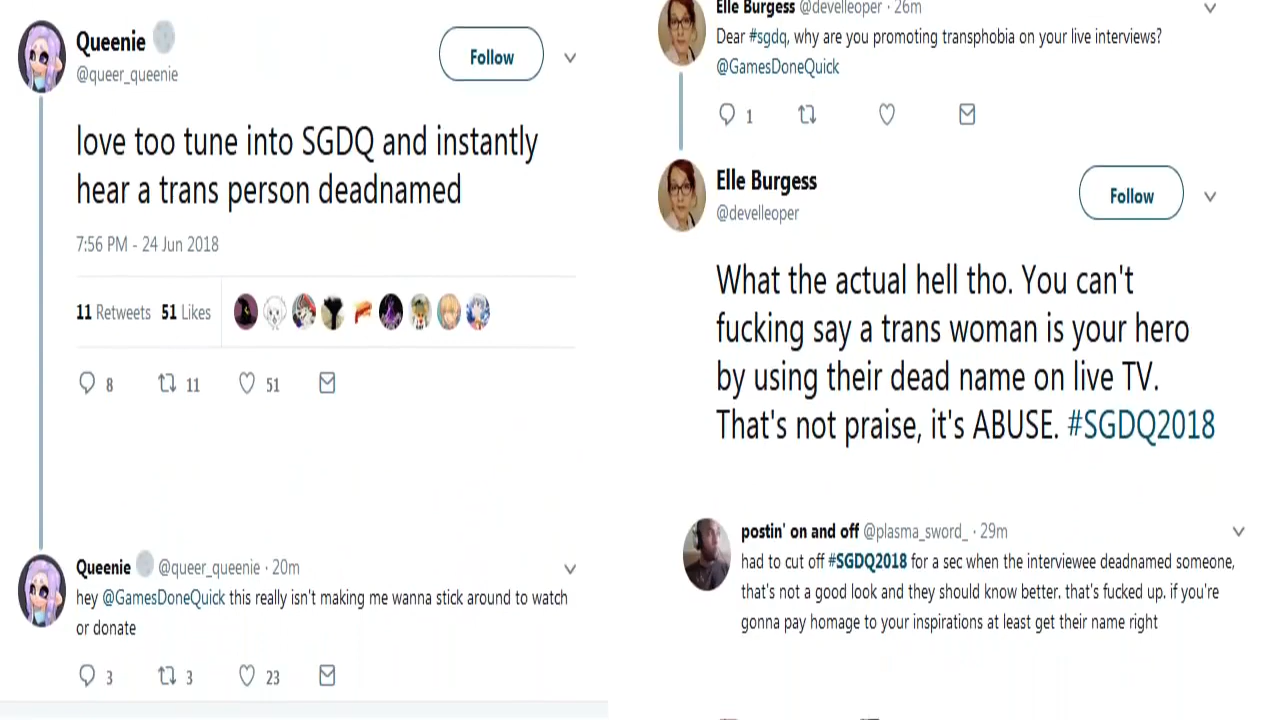 Queenie
@queer_queenie
Follow
love too tune into SGDQ and instantly
hear a trans person deadnamed
7:56 PM - 24 Jun 2018
11 Retweets 51 Likes
8 11 51
Queenie @queer_queenie · 20m
hey @GamesDoneQuick this really isn't making me wanna stick around to watch
or donate
3 3 23
Elle Burgess @develleoper · 26m
Dear #sgdq, why are you promoting transphobia on your live interviews?
@GamesDoneQuick
1
Elle Burgess
@develleoper
Follow
What the actual hell tho. You can't
fucking say a trans woman is your hero
by using their dead name on live TV.
That's not praise, it's ABUSE. #SGDQ2018
postin' on and off @plasma_sword_ · 29m
had to cut off #SGDQ2018 for a sec when the interviewee deadnamed someone,
that's not a good look and they should know better. that's fucked up. if you're
gonna pay homage to your inspirations at least get their name right